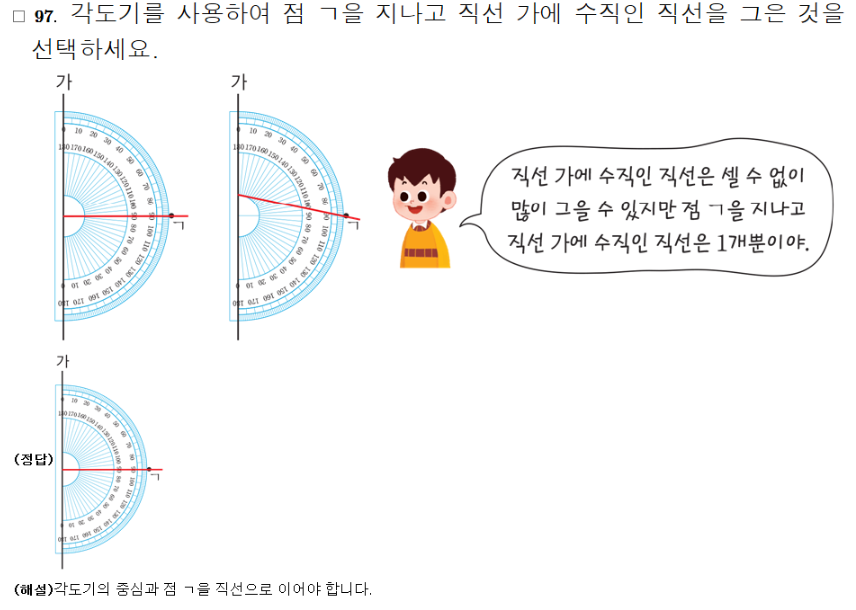 □ 97. 각도기를 사용하여 점 ㄱ을 지나고 직선 가에 수직인 직선을 그은 것을
선택하세요.
가
가
ㄱ
ㄱ
직선 가에 수직인 직선은 셀 수 없이
많이 그을 수 있지만 점 ㄱ을 지나고
직선 가에 수직인 직선은 1개뿐이야.
가
(정답)
ㄱ
(해설)각도기의 중심과 점 ㄱ을 직선으로 이어야 합니다.